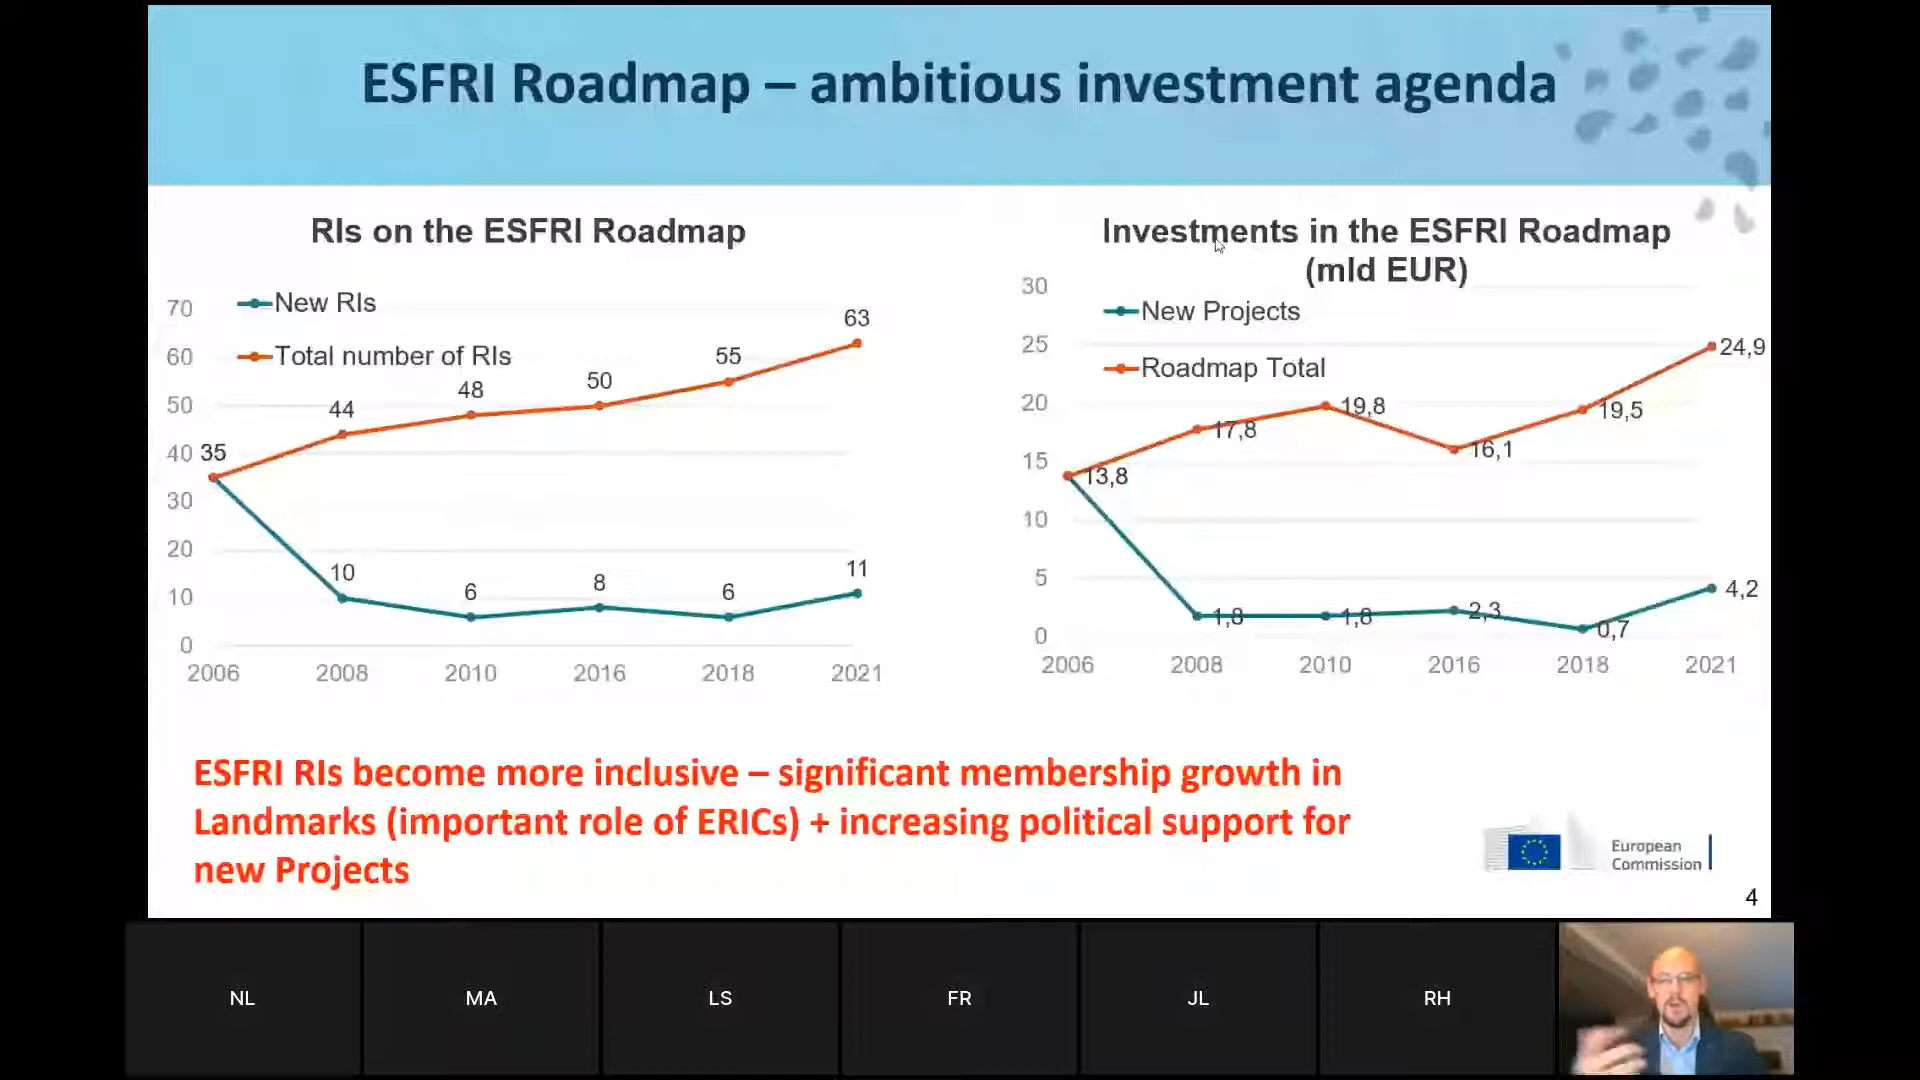 ESFRI Roadmap – ambitious investment agenda
RIs on the ESFRI Roadmap
New RIs
Total number of RIs
70
60
50
40
30
20
10
0
35
44
48
50
55
63
10
6
8
6
11
2006
2008
2010
2016
2018
2021
Investments in the ESFRI Roadmap
(mld EUR)
New Projects
Roadmap Total
30
25
20
15
10
5
0
13,8
17,8
19,8
16,1
19,5
24,9
1,8
1,8
2,3
0,7
4,2
2006
2008
2010
2016
2018
2021
ESFRI RIs become more inclusive – significant membership growth in
Landmarks (important role of ERICs) + increasing political support for
new Projects
European
Commission
4
NL
MA
LS
FR
JL
RH